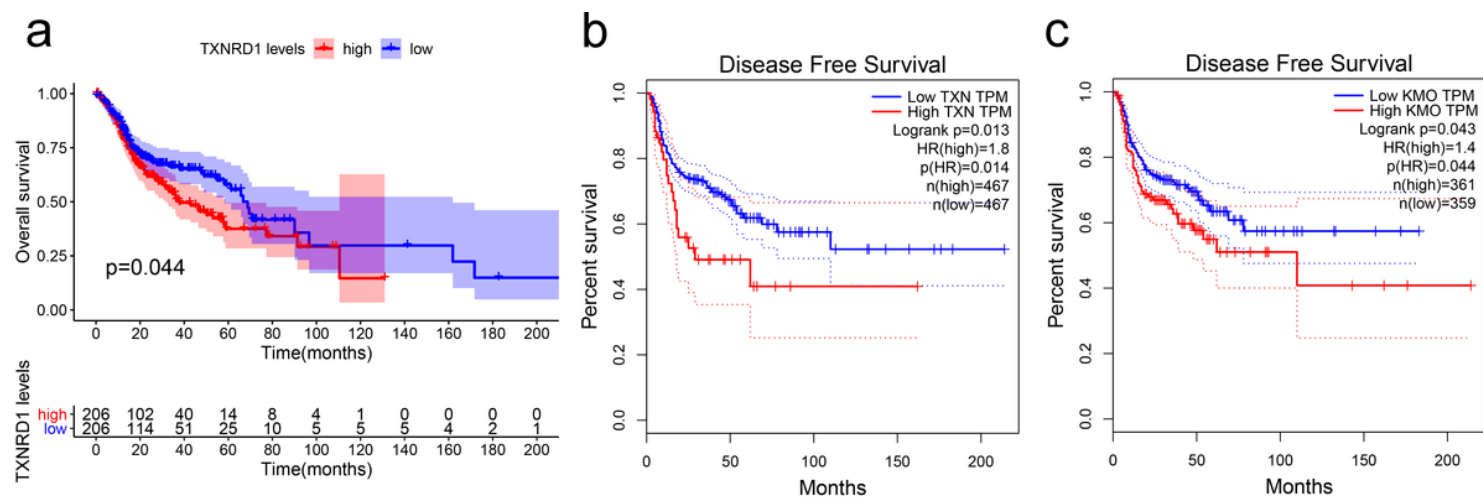 a
TXNRD1 levels high low
Overall survival
1.00
0.75
0.50
0.25
0.00
p=0.044
0 20 40 60 80 100 120 140 160 180 200
Time(months)
TXNRD1 levels
high 206 102 40 14 8 4 1 0 0 0 0
low 206 114 51 25 10 5 5 5 4 2 1
0 20 40 60 80 100 120 140 160 180 200
Time(months)
b
Disease Free Survival
Low TXN TPM
High TXN TPM
Logrank p=0.013
HR(high)=1.8
p(HR)=0.014
n(high)=467
n(low)=467
Percent survival
1.0
0.8
0.6
0.4
0.2
0.0
0 50 100 150 200
Months
c
Disease Free Survival
Low KMO TPM
High KMO TPM
Logrank p=0.043
HR(high)=1.4
p(HR)=0.044
n(high)=361
n(low)=359
Percent survival
1.0
0.8
0.6
0.4
0.2
0.0
0 50 100 150 200
Months